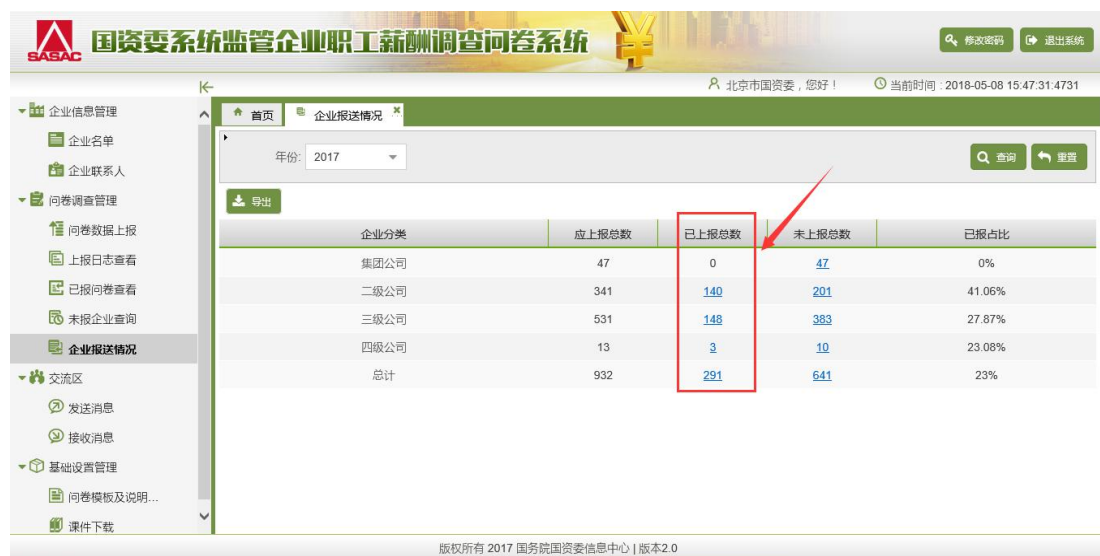 SASAC 国资委系统监管企业职工薪酬调查问卷系统 修改密码 退出系统
北京市国资委，您好！ 当前时间：2018-05-08 15:47:31:4731
企业信息管理
企业名单
企业联系人
问卷调查管理
问卷数据上报
上报日志查看
已报问卷查看
未报企业查询
企业报送情况
交流区
发送消息
接收消息
基础设置管理
问卷模板及说明...
课件下载
首页 企业报送情况
年份: 2017 查询 重置
导出
企业分类 应上报总数 已上报总数 未上报总数 已报占比
集团公司 47 0 47 0%
二级公司 341 140 201 41.06%
三级公司 531 148 383 27.87%
四级公司 13 3 10 23.08%
总计 932 291 641 23%
版权所有 2017 国务院国资委信息中心 | 版本2.0